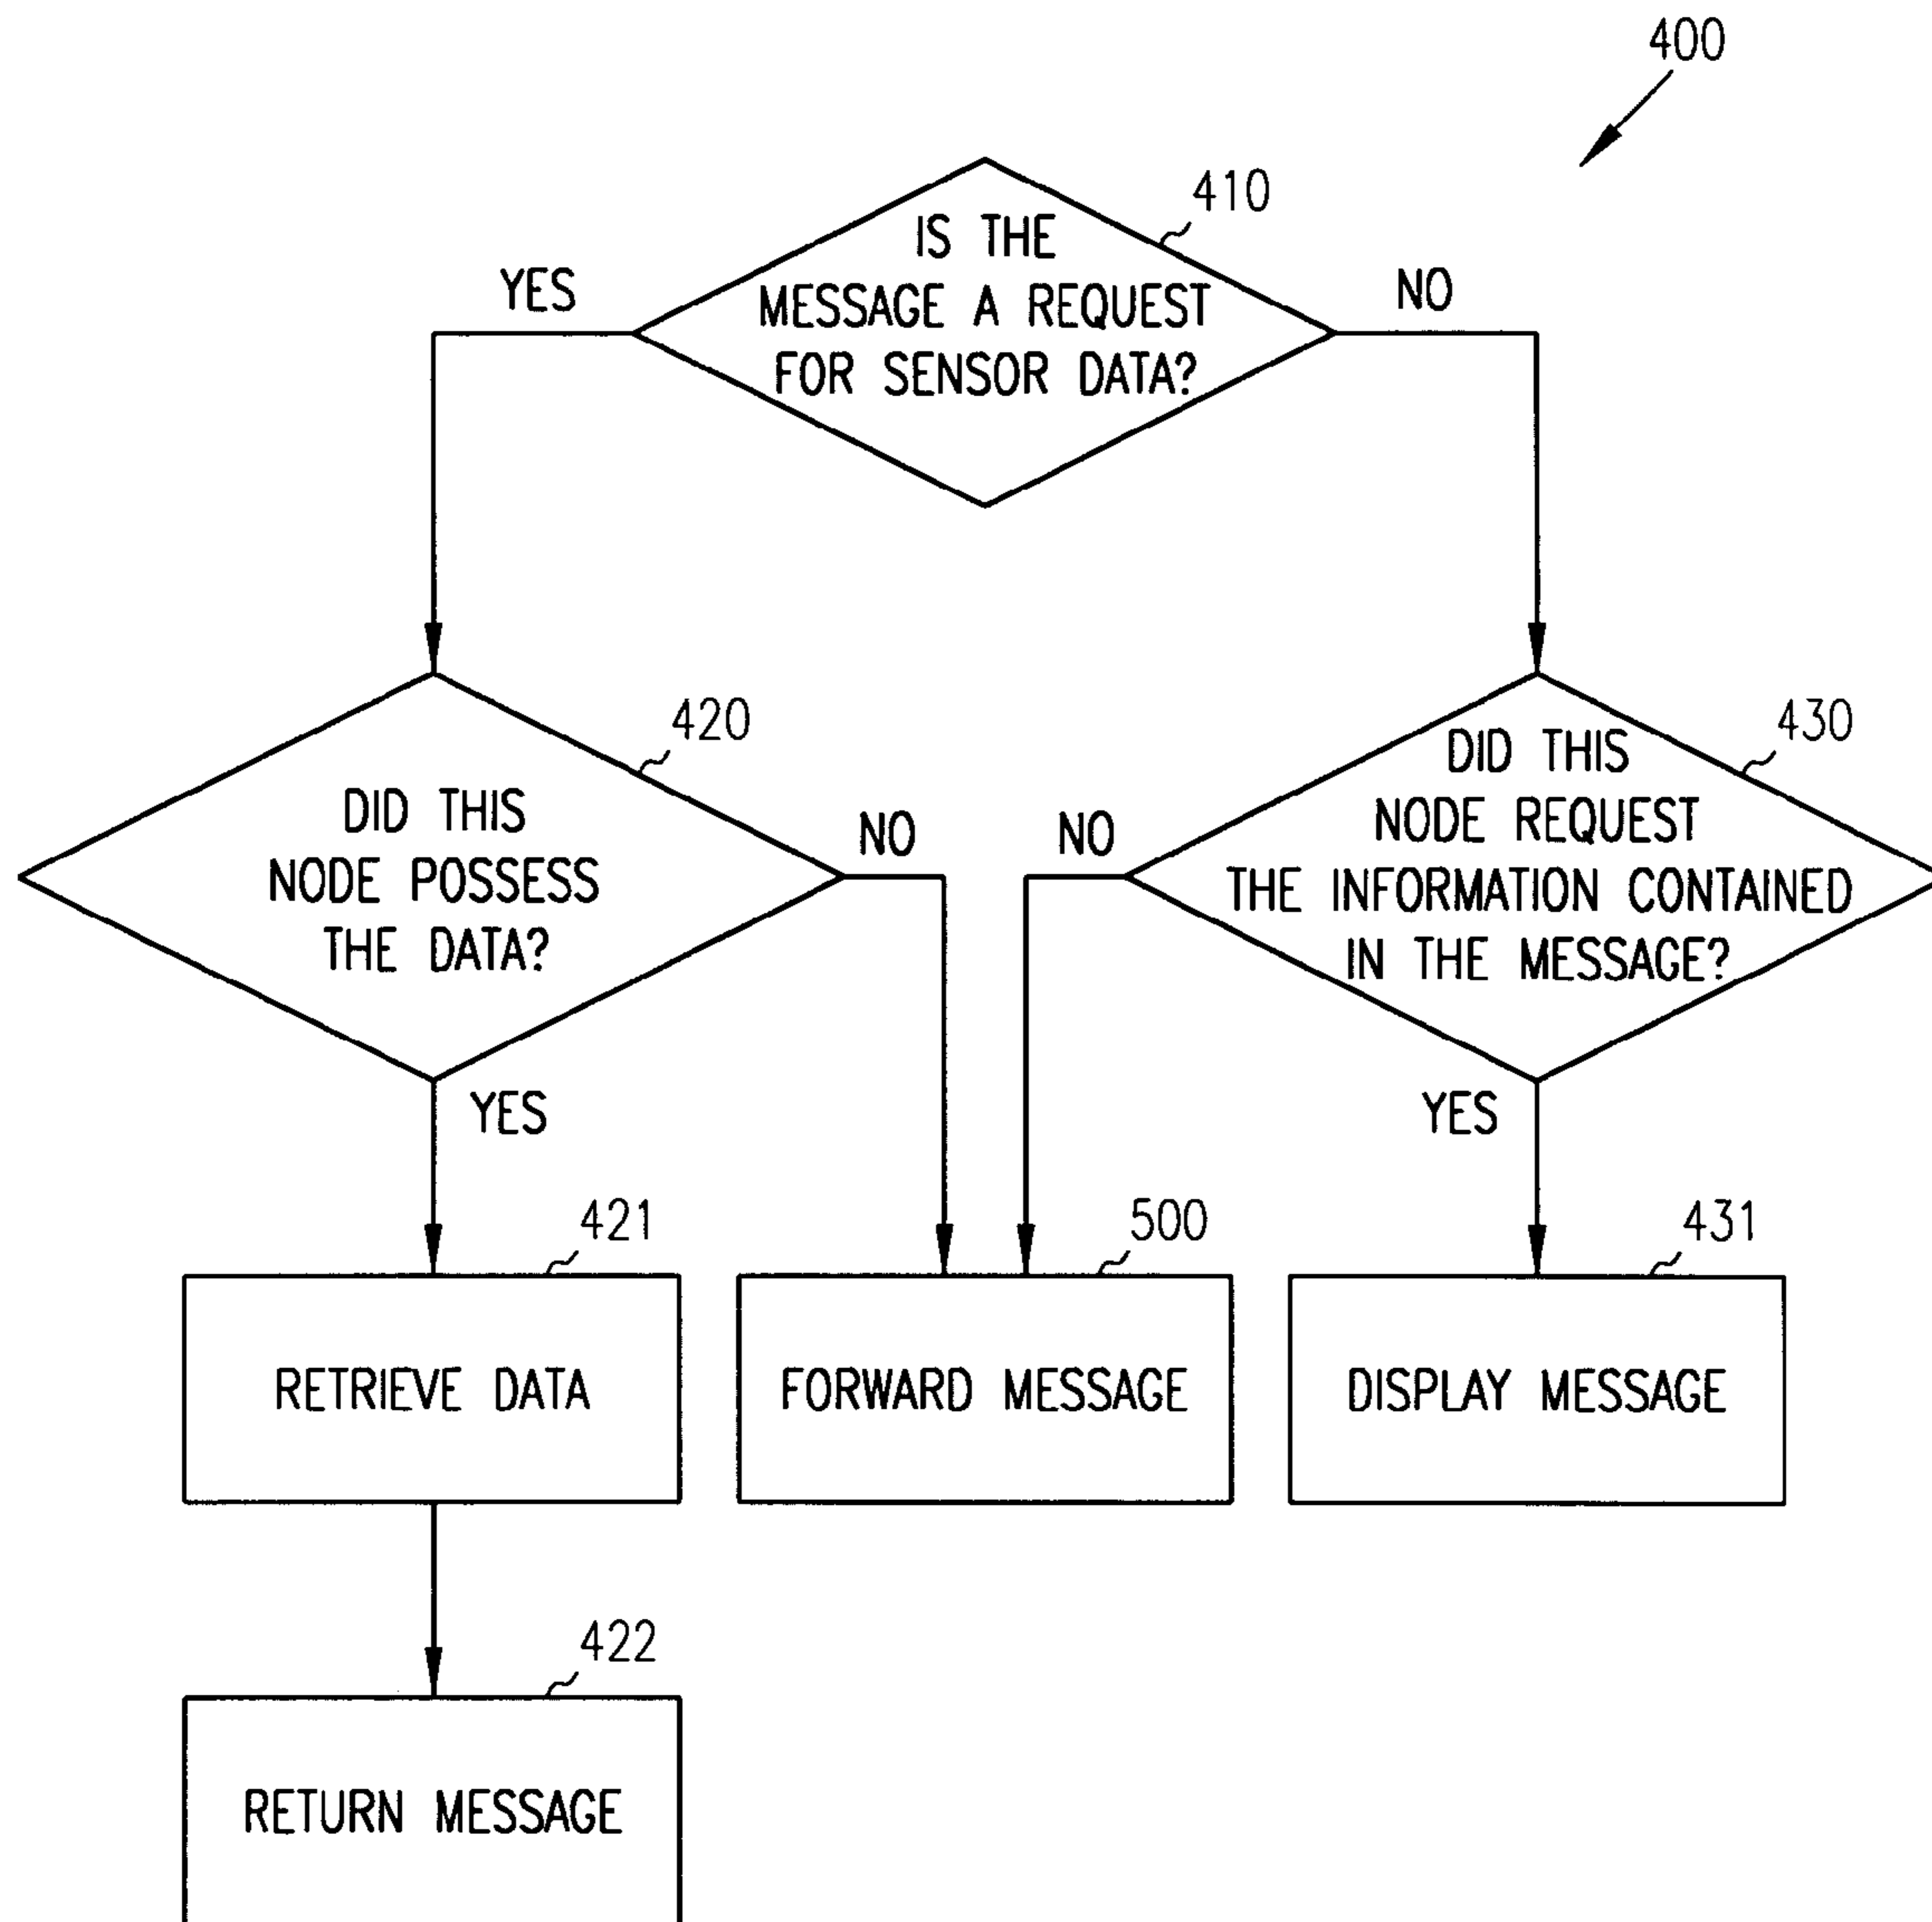 400
410
IS THE
MESSAGE A REQUEST
FOR SENSOR DATA?
YES
NO
420
DID THIS
NODE POSSESS
THE DATA?
NO
YES
430
DID THIS
NODE REQUEST
THE INFORMATION CONTAINED
IN THE MESSAGE?
NO
YES
421
RETRIEVE DATA
500
FORWARD MESSAGE
431
DISPLAY MESSAGE
422
RETURN MESSAGE